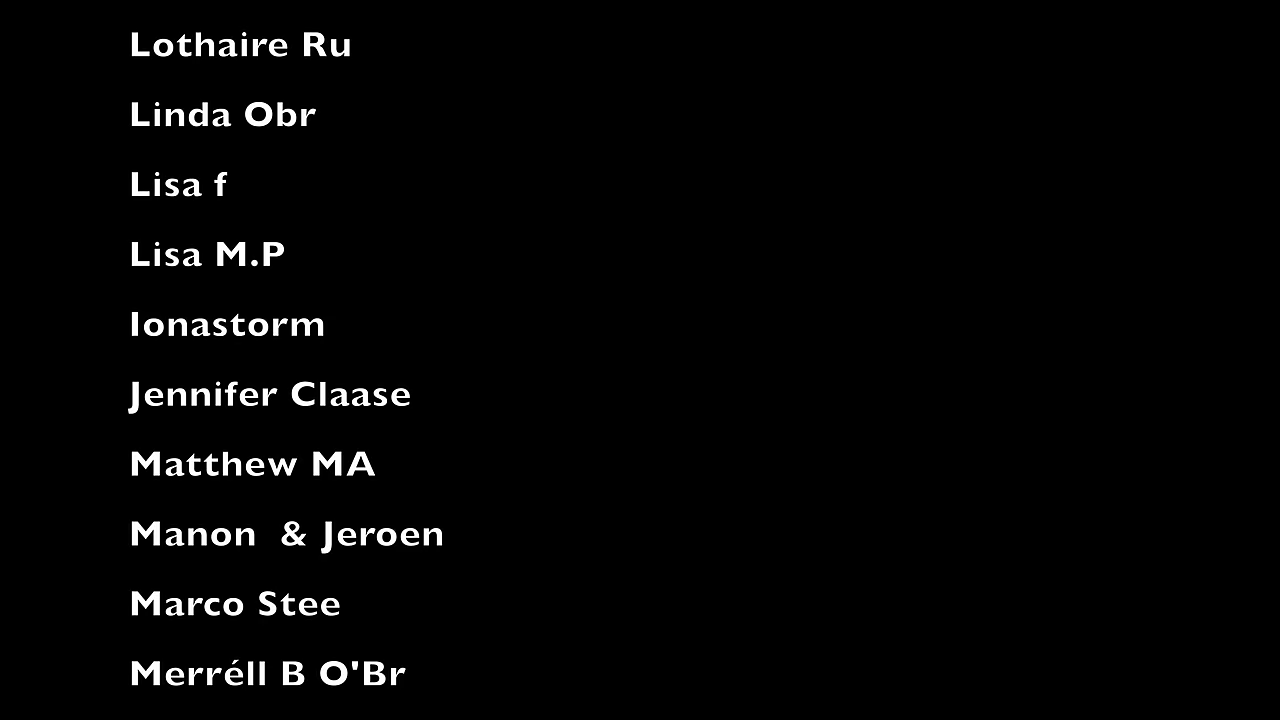 Lothaire Ru
Linda Obr
Lisa f
Lisa M.P
Ionastorm
Jennifer Claase
Matthew MA
Manon  & Jeroen
Marco Stee
Merréll B O'Br